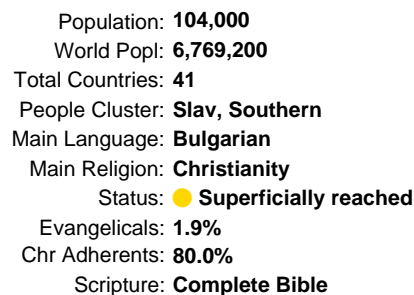 Population: 104,000
World Popl: 6,769,200
Total Countries: 41
People Cluster: Slav, Southern
Main Language: Bulgarian
Main Religion: Christianity
Status: Superficially reached
Evangelicals: 1.9%
Chr Adherents: 80.0%
Scripture: Complete Bible